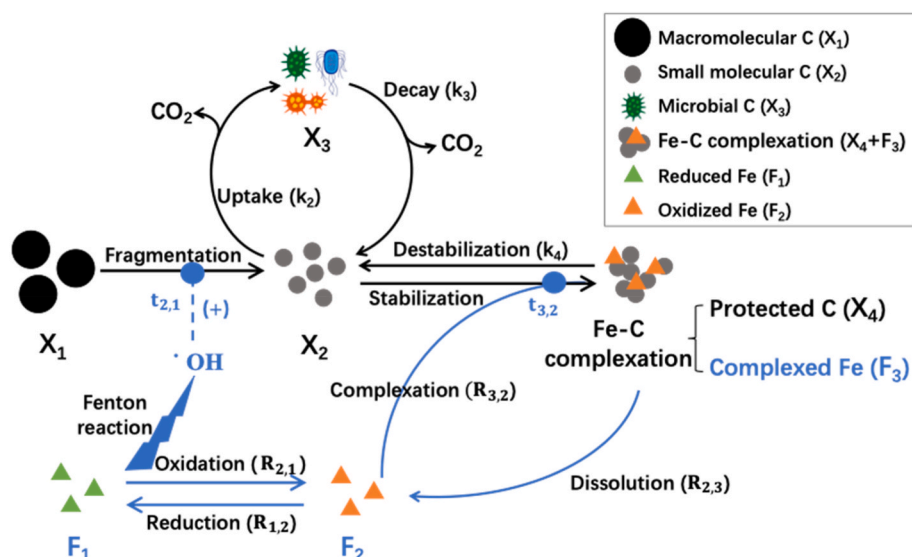 Macromolecular C (X₁)
Small molecular C (X₂)
Microbial C (X₃)
Fe-C complexation (X₄+F₃)
Reduced Fe (F₁)
Oxidized Fe (F₂)
CO₂
X₃
Decay (k₃)
CO₂
Uptake (k₂)
Fragmentation
t₂,₁
(+)
X₁
X₂
Destabilization (k₄)
Stabilization
t₃,₂
Fe-C
complexation
Protected C (X₄)
Complexed Fe (F₃)
·OH
Fenton
reaction
Complexation (R₃,₂)
Oxidation (R₂,₁)
Reduction (R₁,₂)
Dissolution (R₂,₃)
F₁
F₂